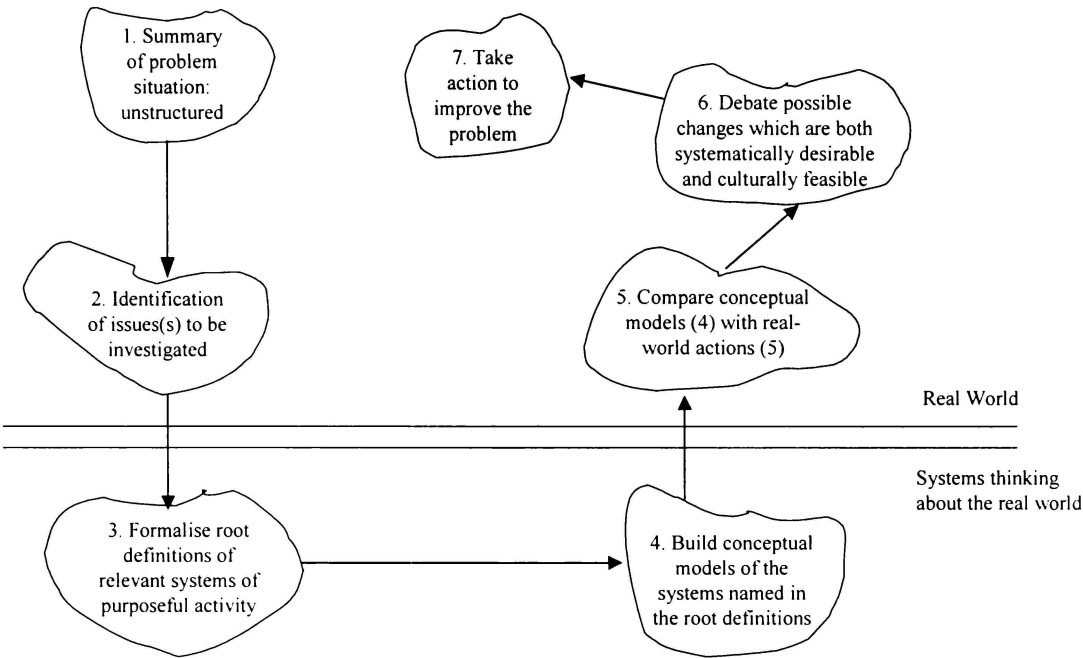 1. Summary
of problem
situation:
unstructured
2. Identification
of issues(s) to be
investigated
3. Formalise root
definitions of
relevant systems of
purposeful activity
4. Build conceptual
models of the
systems named in
the root definitions
5. Compare conceptual
models (4) with real-
world actions (5)
6. Debate possible
changes which are both
systematically desirable
and culturally feasible
7. Take
action to
improve the
problem
Real World
Systems thinking
about the real world